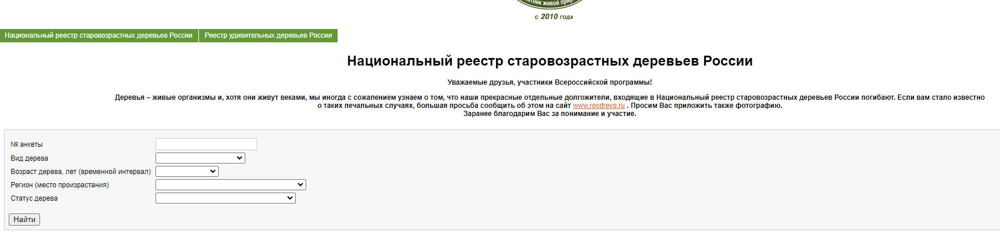 ятник живой прир
с 2010 года
Национальный реестр старовозрастных деревьев России
Реестр удивительных деревьев России
Национальный реестр старовозрастных деревьев России
Уважаемые друзья, участники Всероссийской программы!
Деревья – живые организмы и, хотя они живут веками, мы иногда с сожалением узнаем о том, что наши прекрасные отдельные долгожители, входящие в Национальный реестр старовозрастных деревьев России погибают. Если вам стало известно
о таких печальных случаях, большая просьба сообщить об этом на сайт www.rosdrevo.ru . Просим Вас приложить также фотографию.
Заранее благодарим Вас за понимание и участие.
№ анкеты
Вид дерева
Возраст дерева, лет (временной интервал)
Регион (место произрастания)
Статус дерева
Найти